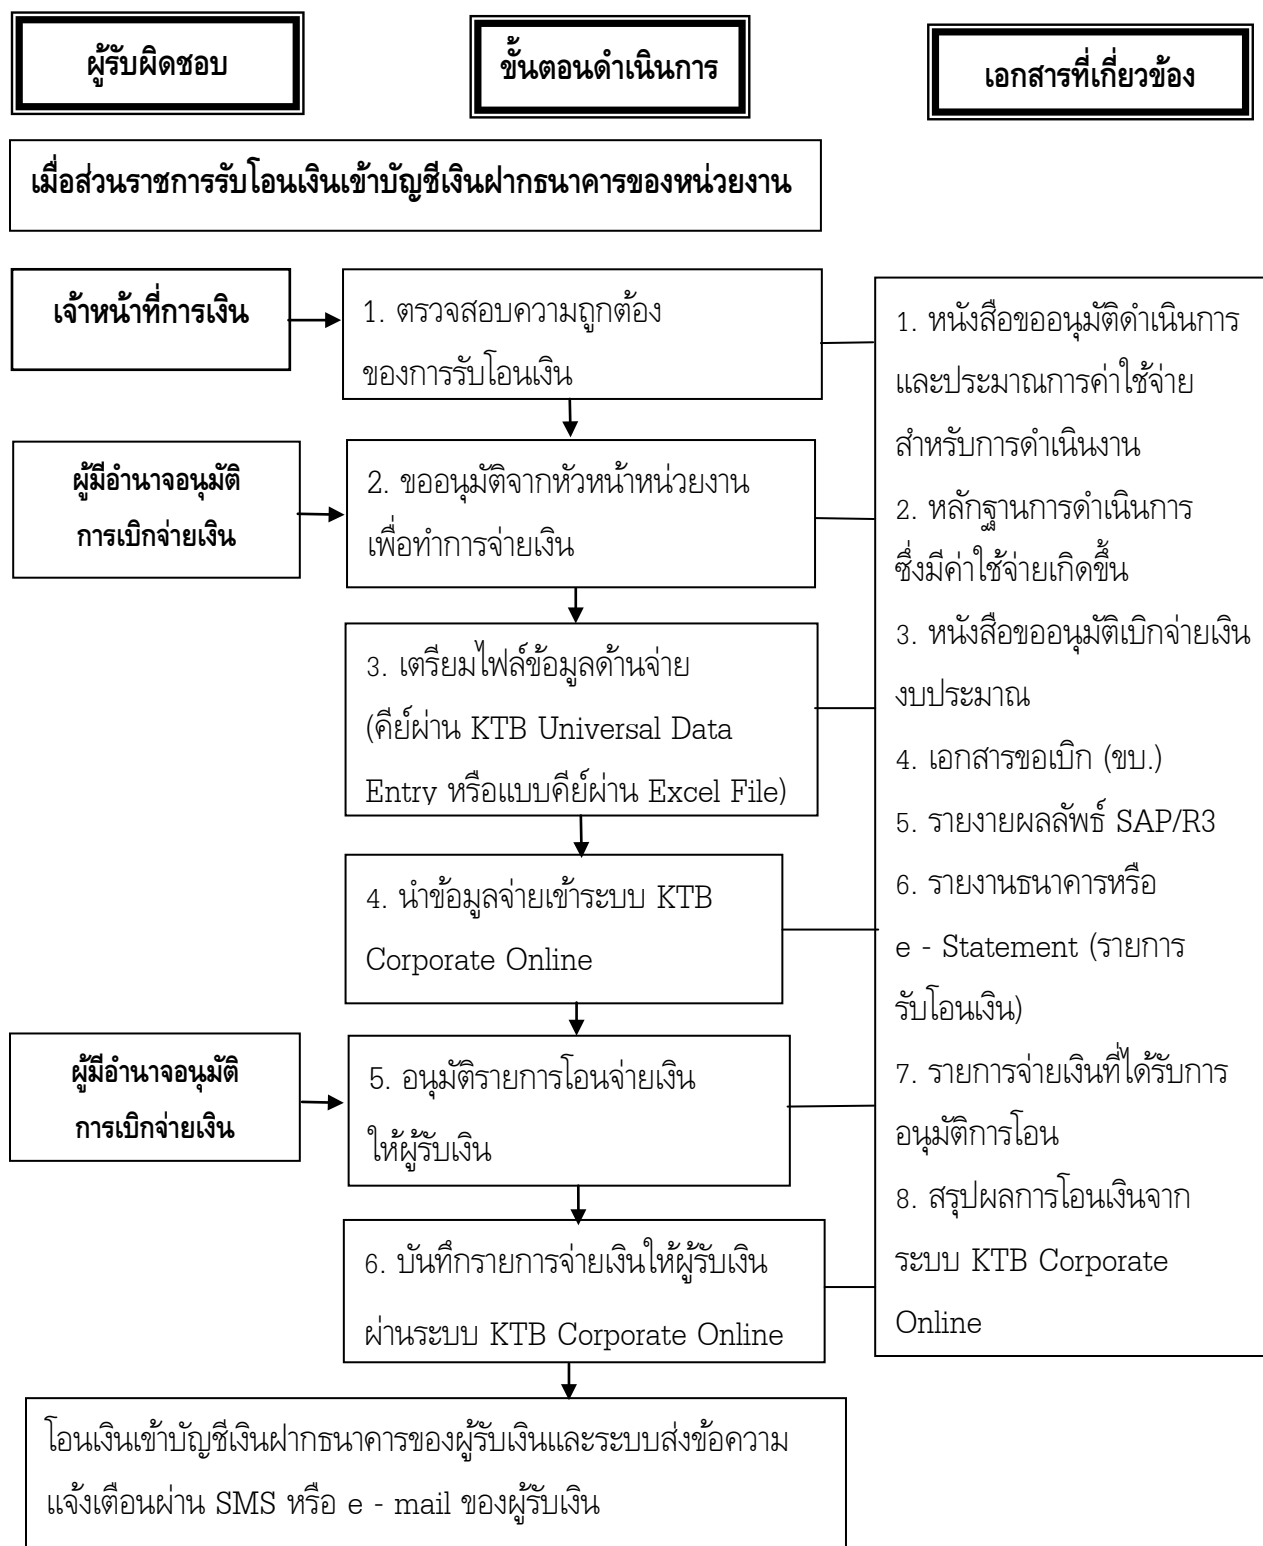 ผู้รับผิดชอบ
ขั้นตอนดำเนินการ
เอกสารที่เกี่ยวข้อง
เมื่อส่วนราชการรับโอนเงินเข้าบัญชีเงินฝากธนาคารของหน่วยงาน
เจ้าหน้าที่การเงิน
1. ตรวจสอบความถูกต้อง
ของการรับโอนเงิน
ผู้มีอำนาจอนุมัติ
การเบิกจ่ายเงิน
2. ขออนุมัติจากหัวหน้าหน่วยงาน
เพื่อทำการจ่ายเงิน
3. เตรียมไฟล์ข้อมูลด้านจ่าย
(คีย์ผ่าน KTB Universal Data
Entry หรือแบบคีย์ผ่าน Excel File)
4. นำข้อมูลจ่ายเข้าระบบ KTB
Corporate Online
ผู้มีอำนาจอนุมัติ
การเบิกจ่ายเงิน
5. อนุมัติรายการโอนจ่ายเงิน
ให้ผู้รับเงิน
6. บันทึกรายการจ่ายเงินให้ผู้รับเงิน
ผ่านระบบ KTB Corporate Online
1. หนังสือขออนุมัติดำเนินการ
และประมาณการค่าใช้จ่าย
สำหรับการดำเนินงาน
2. หลักฐานการดำเนินการ
ซึ่งมีค่าใช้จ่ายเกิดขึ้น
3. หนังสือขออนุมัติเบิกจ่ายเงิน
งบประมาณ
4. เอกสารขอเบิก (ขบ.)
5. รายงายผลลัพธ์ SAP/R3
6. รายงานธนาคารหรือ
e - Statement (รายการ
รับโอนเงิน)
7. รายการจ่ายเงินที่ได้รับการ
อนุมัติการโอน
8. สรุปผลการโอนเงินจาก
ระบบ KTB Corporate
Online
โอนเงินเข้าบัญชีเงินฝากธนาคารของผู้รับเงินและระบบส่งข้อความ
แจ้งเตือนผ่าน SMS หรือ e - mail ของผู้รับเงิน